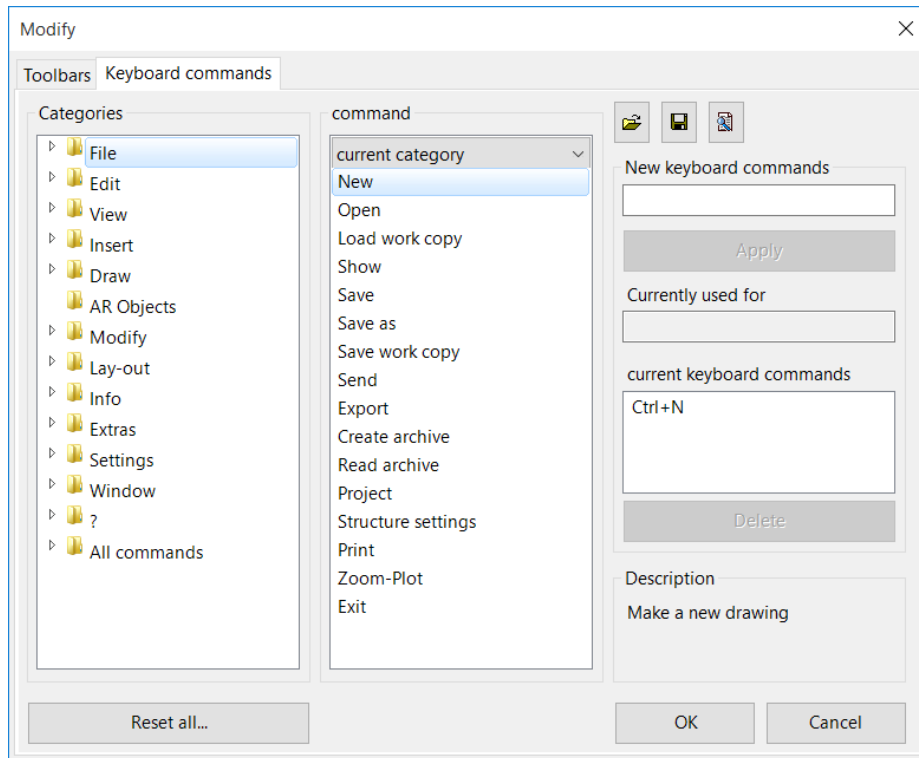 Modify
Toolbars
Keyboard commands
Categories
File
Edit
View
Insert
Draw
AR Objects
Modify
Lay-out
Info
Extras
Settings
Window
?
All commands
command
current category
New
Open
Load work copy
Show
Save
Save as
Save work copy
Send
Export
Create archive
Read archive
Project
Structure settings
Print
Zoom-Plot
Exit
New keyboard commands
Apply
Currently used for
current keyboard commands
Ctrl+N
Delete
Description
Make a new drawing
Reset all...
OK
Cancel